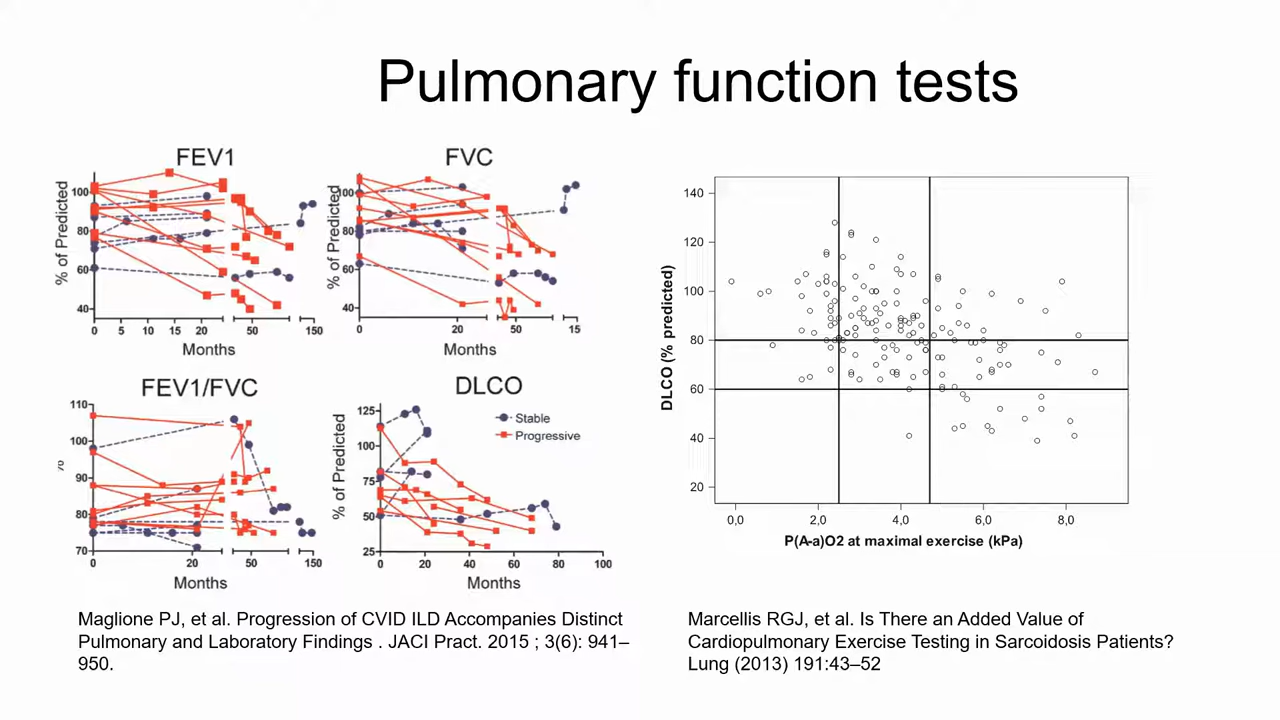 Pulmonary function tests
FEV1
% of Predicted
100
80
60
40
0 5 10 15 20 50 150
Months
FVC
% of Predicted
100
80
60
40
0 20 50 15
Months
FEV1/FVC
%
110
100
90
80
70
0 20 50 150
Months
DLCO
% of Predicted
125
100
75
50
25
0 20 40 60 80 100
Months
Stable
Progressive
DLCO (% predicted)
140
120
100
80
60
40
20
0,0 2,0 4,0 6,0 8,0
P(A-a)O2 at maximal exercise (kPa)
Maglione PJ, et al. Progression of CVID ILD Accompanies Distinct
Pulmonary and Laboratory Findings . JACI Pract. 2015 ; 3(6): 941–
950.
Marcellis RGJ, et al. Is There an Added Value of
Cardiopulmonary Exercise Testing in Sarcoidosis Patients?
Lung (2013) 191:43–52